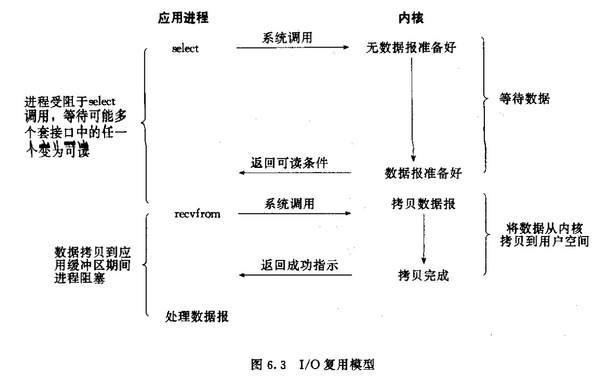 应用进程
内核
select
系统调用
无数据报准备好
进程受阻于select
调用，等待可能多
个套接口中的任一
个变为可读
等待数据
返回可读条件
数据报准备好
recvfrom
系统调用
拷贝数据报
数据拷贝到应
用缓冲区期间
进程阻塞
将数据从内核
拷贝到用户空间
返回成功指示
拷贝完成
处理数据报
图 6.3 I/O 复用模型